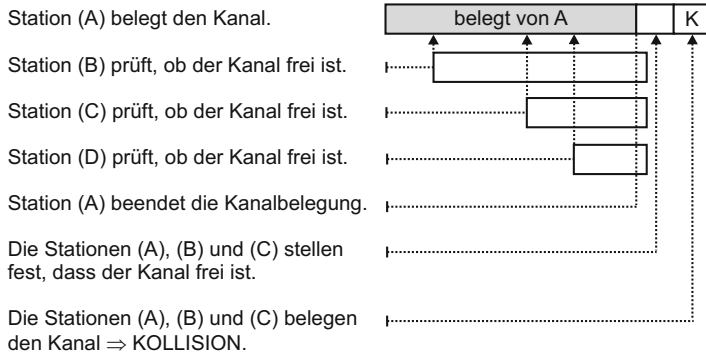 Station (A) belegt den Kanal.
belegt von A
K
Station (B) prüft, ob der Kanal frei ist.
Station (C) prüft, ob der Kanal frei ist.
Station (D) prüft, ob der Kanal frei ist.
Station (A) beendet die Kanalbelegung.
Die Stationen (A), (B) und (C) stellen
fest, dass der Kanal frei ist.
Die Stationen (A), (B) und (C) belegen
den Kanal ⇒ KOLLISION.